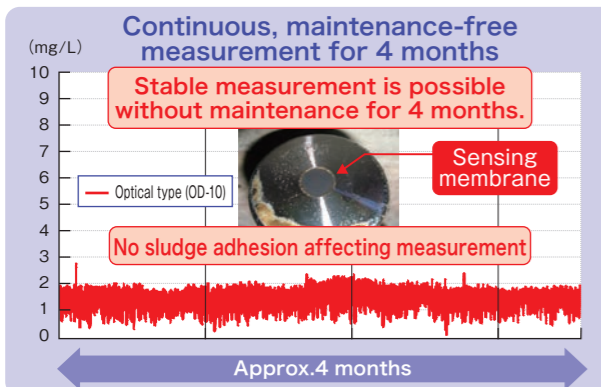 Continuous, maintenance-free
measurement for 4 months
(mg/L)
10
9
8
7
6
5
4
3
2
1
0
Stable measurement is possible
without maintenance for 4 months.
Sensing
membrane
Optical type (OD-10)
No sludge adhesion affecting measurement
Approx.4 months